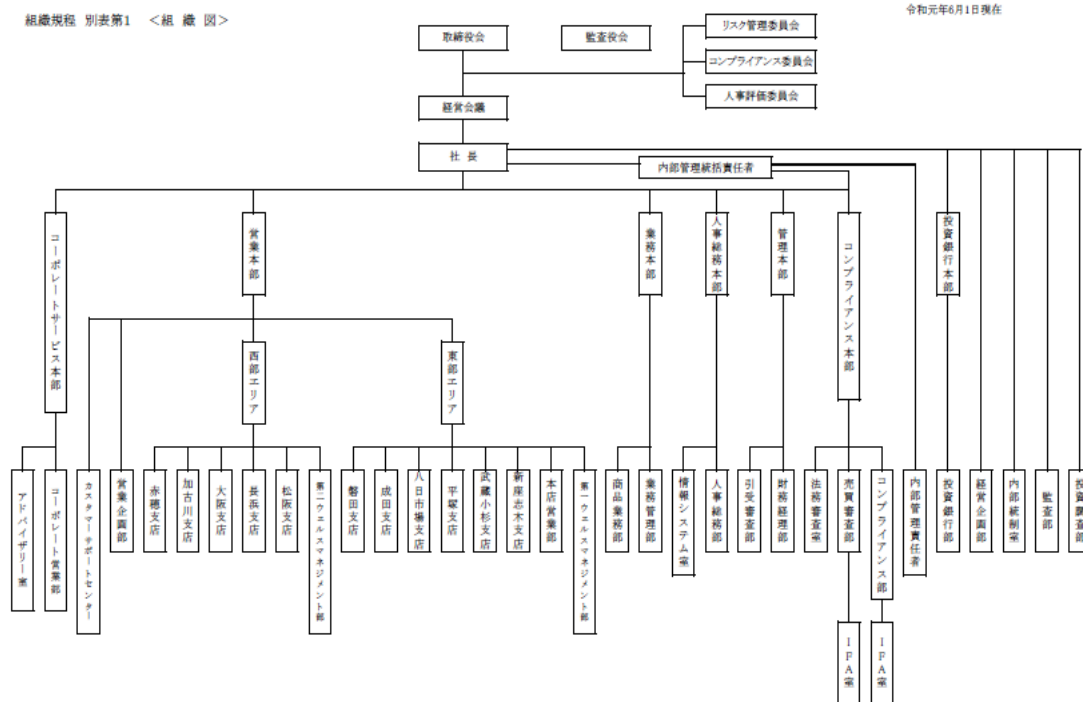 組織規程 別表第1 <組 織 図>
令和元年6月1日現在
取締役会
監査役会
リスク管理委員会
コンプライアンス委員会
人事評価委員会
経営会議
社 長
内部管理統括責任者
コーポレートサービス本部
営業本部
業務本部
人事総務本部
管理本部
コンプライアンス本部
投資銀行本部
西部エリア
東部エリア
アドバイザリー室
コーポレート営業部
カスタマーサポートセンター
営業企画部
赤穂支店
加古川支店
大阪支店
長浜支店
松阪支店
第二ウェルスマネジメント部
磐田支店
成田支店
八日市場支店
平塚支店
武蔵小杉支店
新座志木支店
本店営業部
第一ウェルスマネジメント部
商品業務部
業務管理部
情報システム室
人事総務部
引受審査部
財務経理部
法務審査室
売買審査部
コンプライアンス部
内部管理責任者
投資銀行部
経営企画部
内部統制室
監査部
投資調査部
IFA室
IFA室